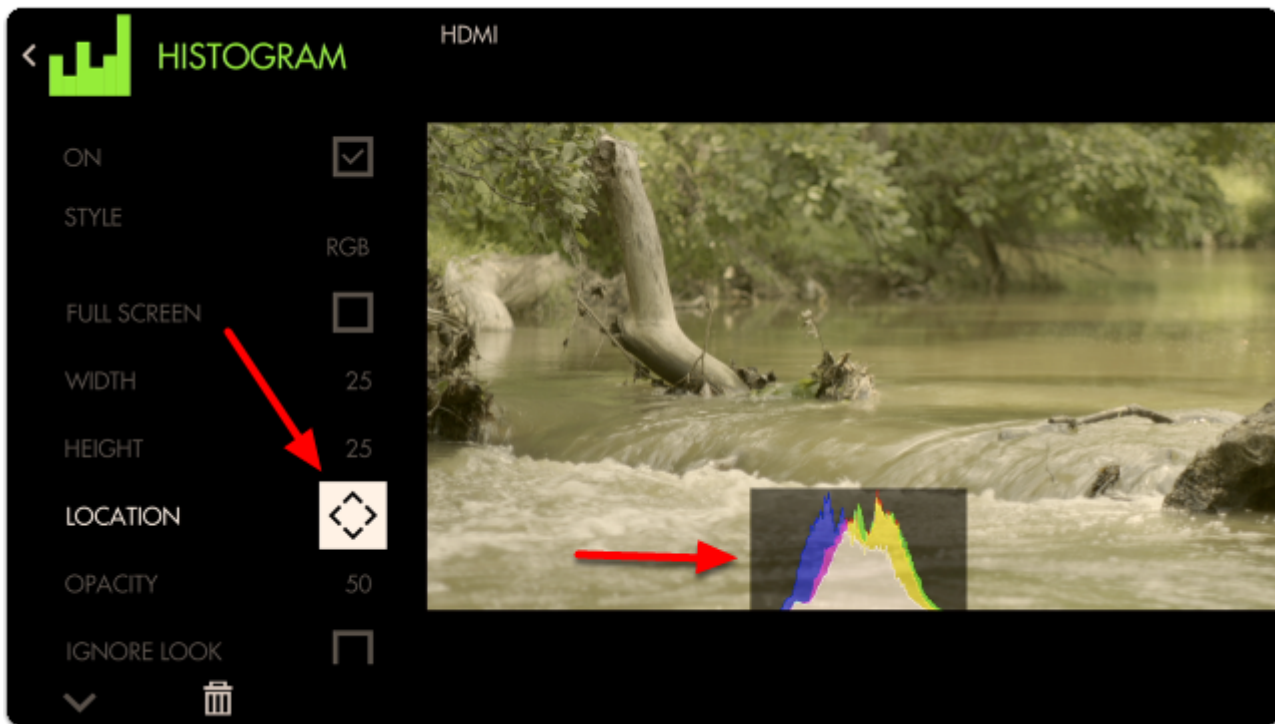 HISTOGRAM
HDMI
ON
STYLE
RGB
FULL SCREEN
WIDTH 25
HEIGHT 25
LOCATION
OPACITY 50
IGNORE LOOK